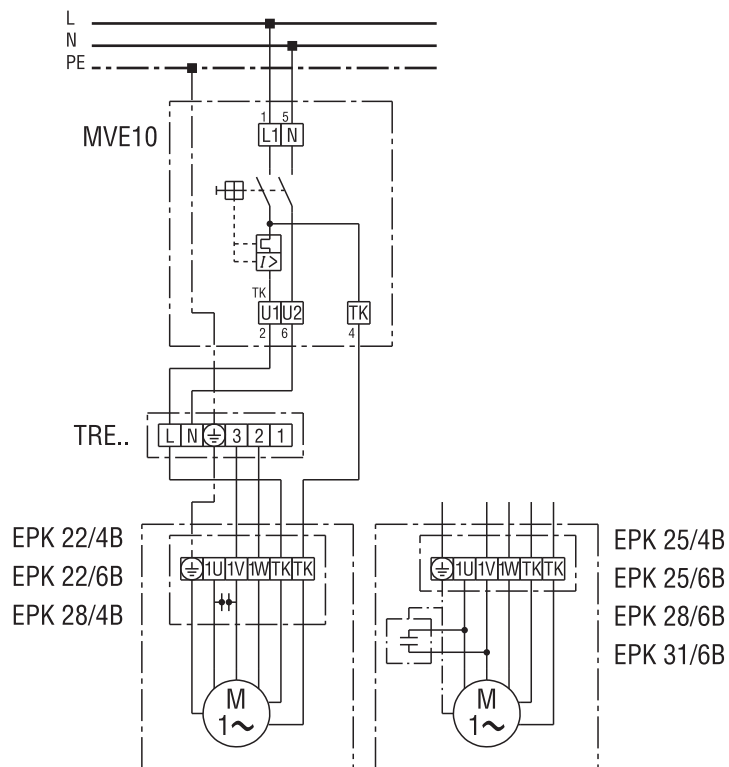 L
N
PE
MVE10
1 5
L1 N
I>
TK
U1 U2 TK
2 6 4
TRE..
L N 3 2 1
EPK 22/4B
EPK 22/6B
EPK 28/4B
1U 1V 1W TK TK
M
1~
EPK 25/4B
EPK 25/6B
EPK 28/6B
EPK 31/6B
1U 1V 1W TK TK
M
1~